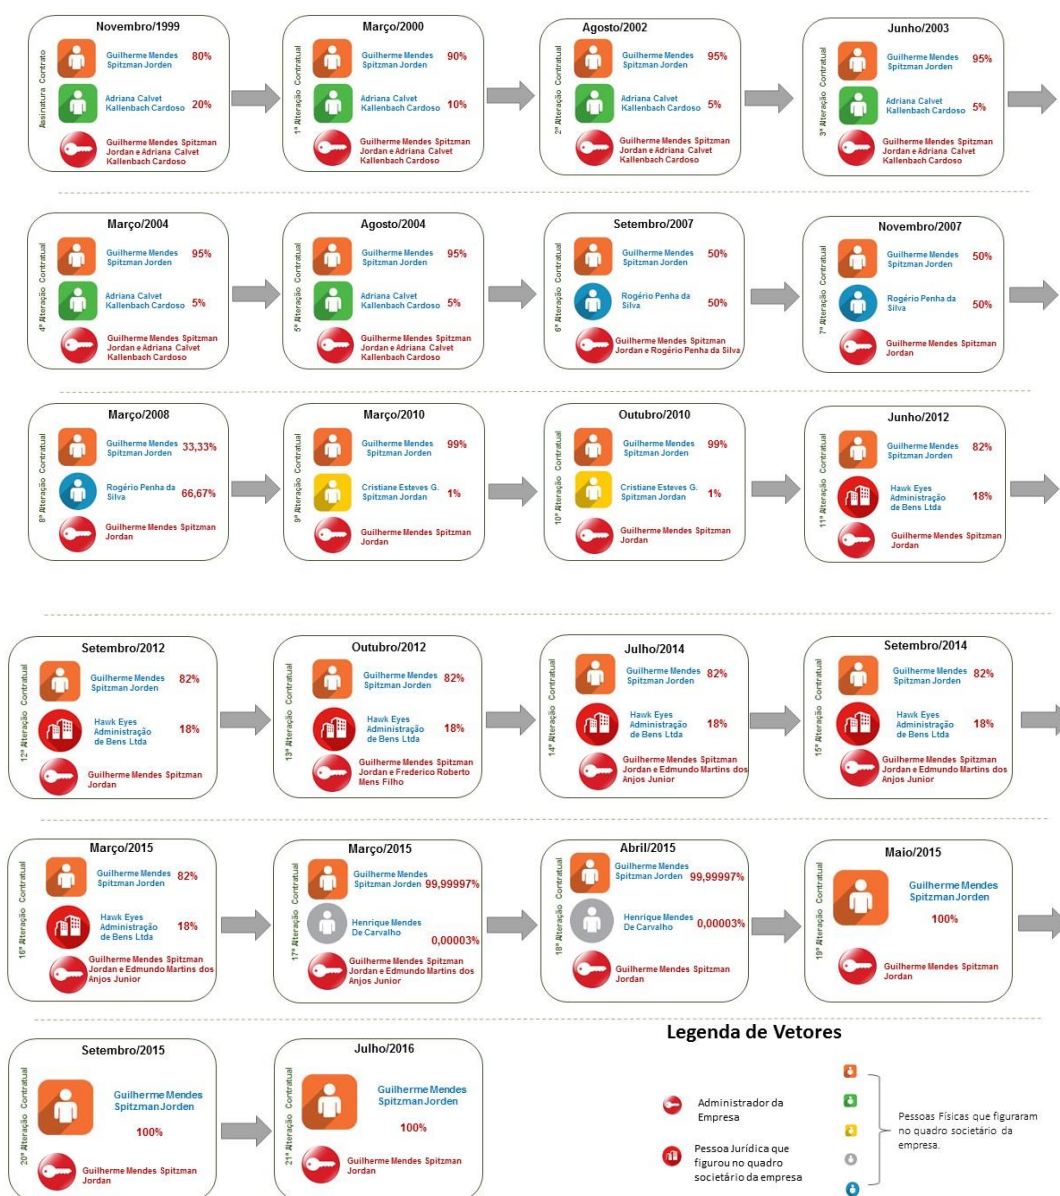 Novembro/1999
Assinatura Contrato
Guilherme Mendes
Spitzman Jorden
80%
Adriana Calvet
Kallenbach Cardoso
20%
Guilherme Mendes Spitzman
Jordan e Adriana Calvet
Kallenbach Cardoso
Março/2000
1ª Alteração Contratual
Guilherme Mendes
Spitzman Jorden
90%
Adriana Calvet
Kallenbach Cardoso
10%
Guilherme Mendes Spitzman
Jordan e Adriana Calvet
Kallenbach Cardoso
Agosto/2002
2ª Alteração Contratual
Guilherme Mendes
Spitzman Jorden
95%
Adriana Calvet
Kallenbach Cardoso
5%
Guilherme Mendes Spitzman
Jordan e Adriana Calvet
Kallenbach Cardoso
Junho/2003
3ª Alteração Contratual
Guilherme Mendes
Spitzman Jorden
95%
Adriana Calvet
Kallenbach Cardoso
5%
Guilherme Mendes Spitzman
Jordan e Adriana Calvet
Kallenbach Cardoso
Março/2004
4ª Alteração Contratual
Guilherme Mendes
Spitzman Jorden
95%
Adriana Calvet
Kallenbach Cardoso
5%
Guilherme Mendes Spitzman
Jordan e Adriana Calvet
Kallenbach Cardoso
Agosto/2004
5ª Alteração Contratual
Guilherme Mendes
Spitzman Jorden
95%
Adriana Calvet
Kallenbach Cardoso
5%
Guilherme Mendes Spitzman
Jordan e Adriana Calvet
Kallenbach Cardoso
Setembro/2007
6ª Alteração Contratual
Guilherme Mendes
Spitzman Jorden
50%
Rogério Penha da
Silva
50%
Guilherme Mendes Spitzman
Jordan e Rogério Penha da Silva
Novembro/2007
7ª Alteração Contratual
Guilherme Mendes
Spitzman Jorden
50%
Rogério Penha da
Silva
50%
Guilherme Mendes Spitzman
Jordan
Março/2008
8ª Alteração Contratual
Guilherme Mendes
Spitzman Jorden
33,33%
Rogério Penha da
Silva
66,67%
Guilherme Mendes Spitzman
Jordan
Março/2010
9ª Alteração Contratual
Guilherme Mendes
Spitzman Jorden
99%
Cristiane Esteves G.
Spitzman Jordan
1%
Guilherme Mendes Spitzman
Jordan
Outubro/2010
10ª Alteração Contratual
Guilherme Mendes
Spitzman Jorden
99%
Cristiane Esteves G.
Spitzman Jordan
1%
Guilherme Mendes Spitzman
Jordan
Junho/2012
11ª Alteração Contratual
Guilherme Mendes
Spitzman Jorden
82%
Hawk Eyes
Administração
de Bens Ltda
18%
Guilherme Mendes Spitzman
Jordan
Setembro/2012
12ª Alteração Contratual
Guilherme Mendes
Spitzman Jorden
82%
Hawk Eyes
Administração
de Bens Ltda
18%
Guilherme Mendes Spitzman
Jordan
Outubro/2012
13ª Alteração Contratual
Guilherme Mendes
Spitzman Jorden
82%
Hawk Eyes
Administração
de Bens Ltda
18%
Guilherme Mendes Spitzman
Jordan e Frederico Roberto
Mens Filho
Julho/2014
14ª Alteração Contratual
Guilherme Mendes
Spitzman Jorden
82%
Hawk Eyes
Administração
de Bens Ltda
18%
Guilherme Mendes Spitzman
Jordan e Edmundo Martins dos
Anjos Junior
Setembro/2014
15ª Alteração Contratual
Guilherme Mendes
Spitzman Jorden
82%
Hawk Eyes
Administração
de Bens Ltda
18%
Guilherme Mendes Spitzman
Jordan e Edmundo Martins dos
Anjos Junior
Março/2015
16ª Alteração Contratual
Guilherme Mendes
Spitzman Jorden
82%
Hawk Eyes
Administração
de Bens Ltda
18%
Guilherme Mendes Spitzman
Jordan e Edmundo Martins dos
Anjos Junior
Março/2015
17ª Alteração Contratual
Guilherme Mendes
Spitzman Jorden
99,99997%
Henrique Mendes
De Carvalho
0,00003%
Guilherme Mendes Spitzman
Jordan e Edmundo Martins dos
Anjos Junior
Abril/2015
18ª Alteração Contratual
Guilherme Mendes
Spitzman Jorden
99,99997%
Henrique Mendes
De Carvalho
0,00003%
Guilherme Mendes Spitzman
Jordan
Maio/2015
19ª Alteração Contratual
Guilherme Mendes
Spitzman Jorden
100%
Guilherme Mendes Spitzman
Jordan
Setembro/2015
20ª Alteração Contratual
Guilherme Mendes
Spitzman Jorden
100%
Guilherme Mendes Spitzman
Jordan
Julho/2016
21ª Alteração Contratual
Guilherme Mendes
Spitzman Jorden
100%
Guilherme Mendes Spitzman
Jordan
Legenda de Vetores
Administrador da
Empresa
Pessoa Jurídica que
figurou no quadro
societário da empresa
Pessoas Físicas que figuraram
no quadro societário da
empresa.